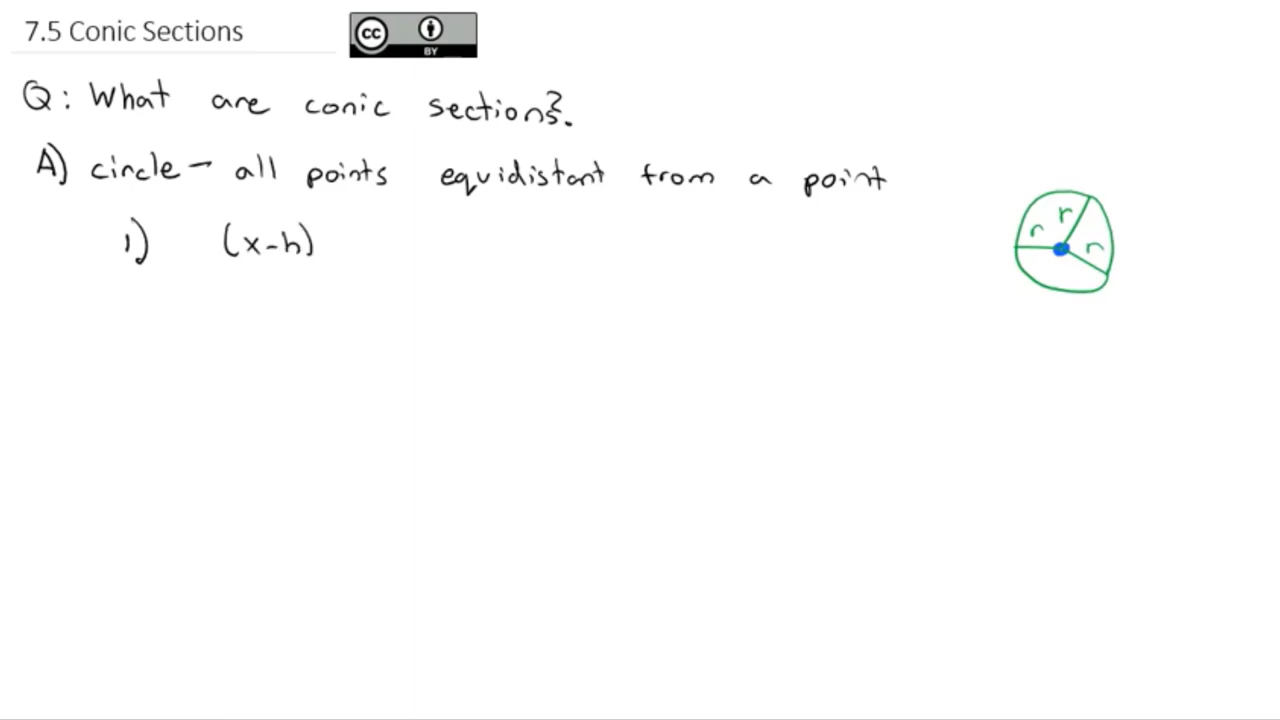 7.5 Conic Sections
cc BY
Q: What are conic sections?.
A) circle - all points equidistant from a point
1) (x-h)
r r r